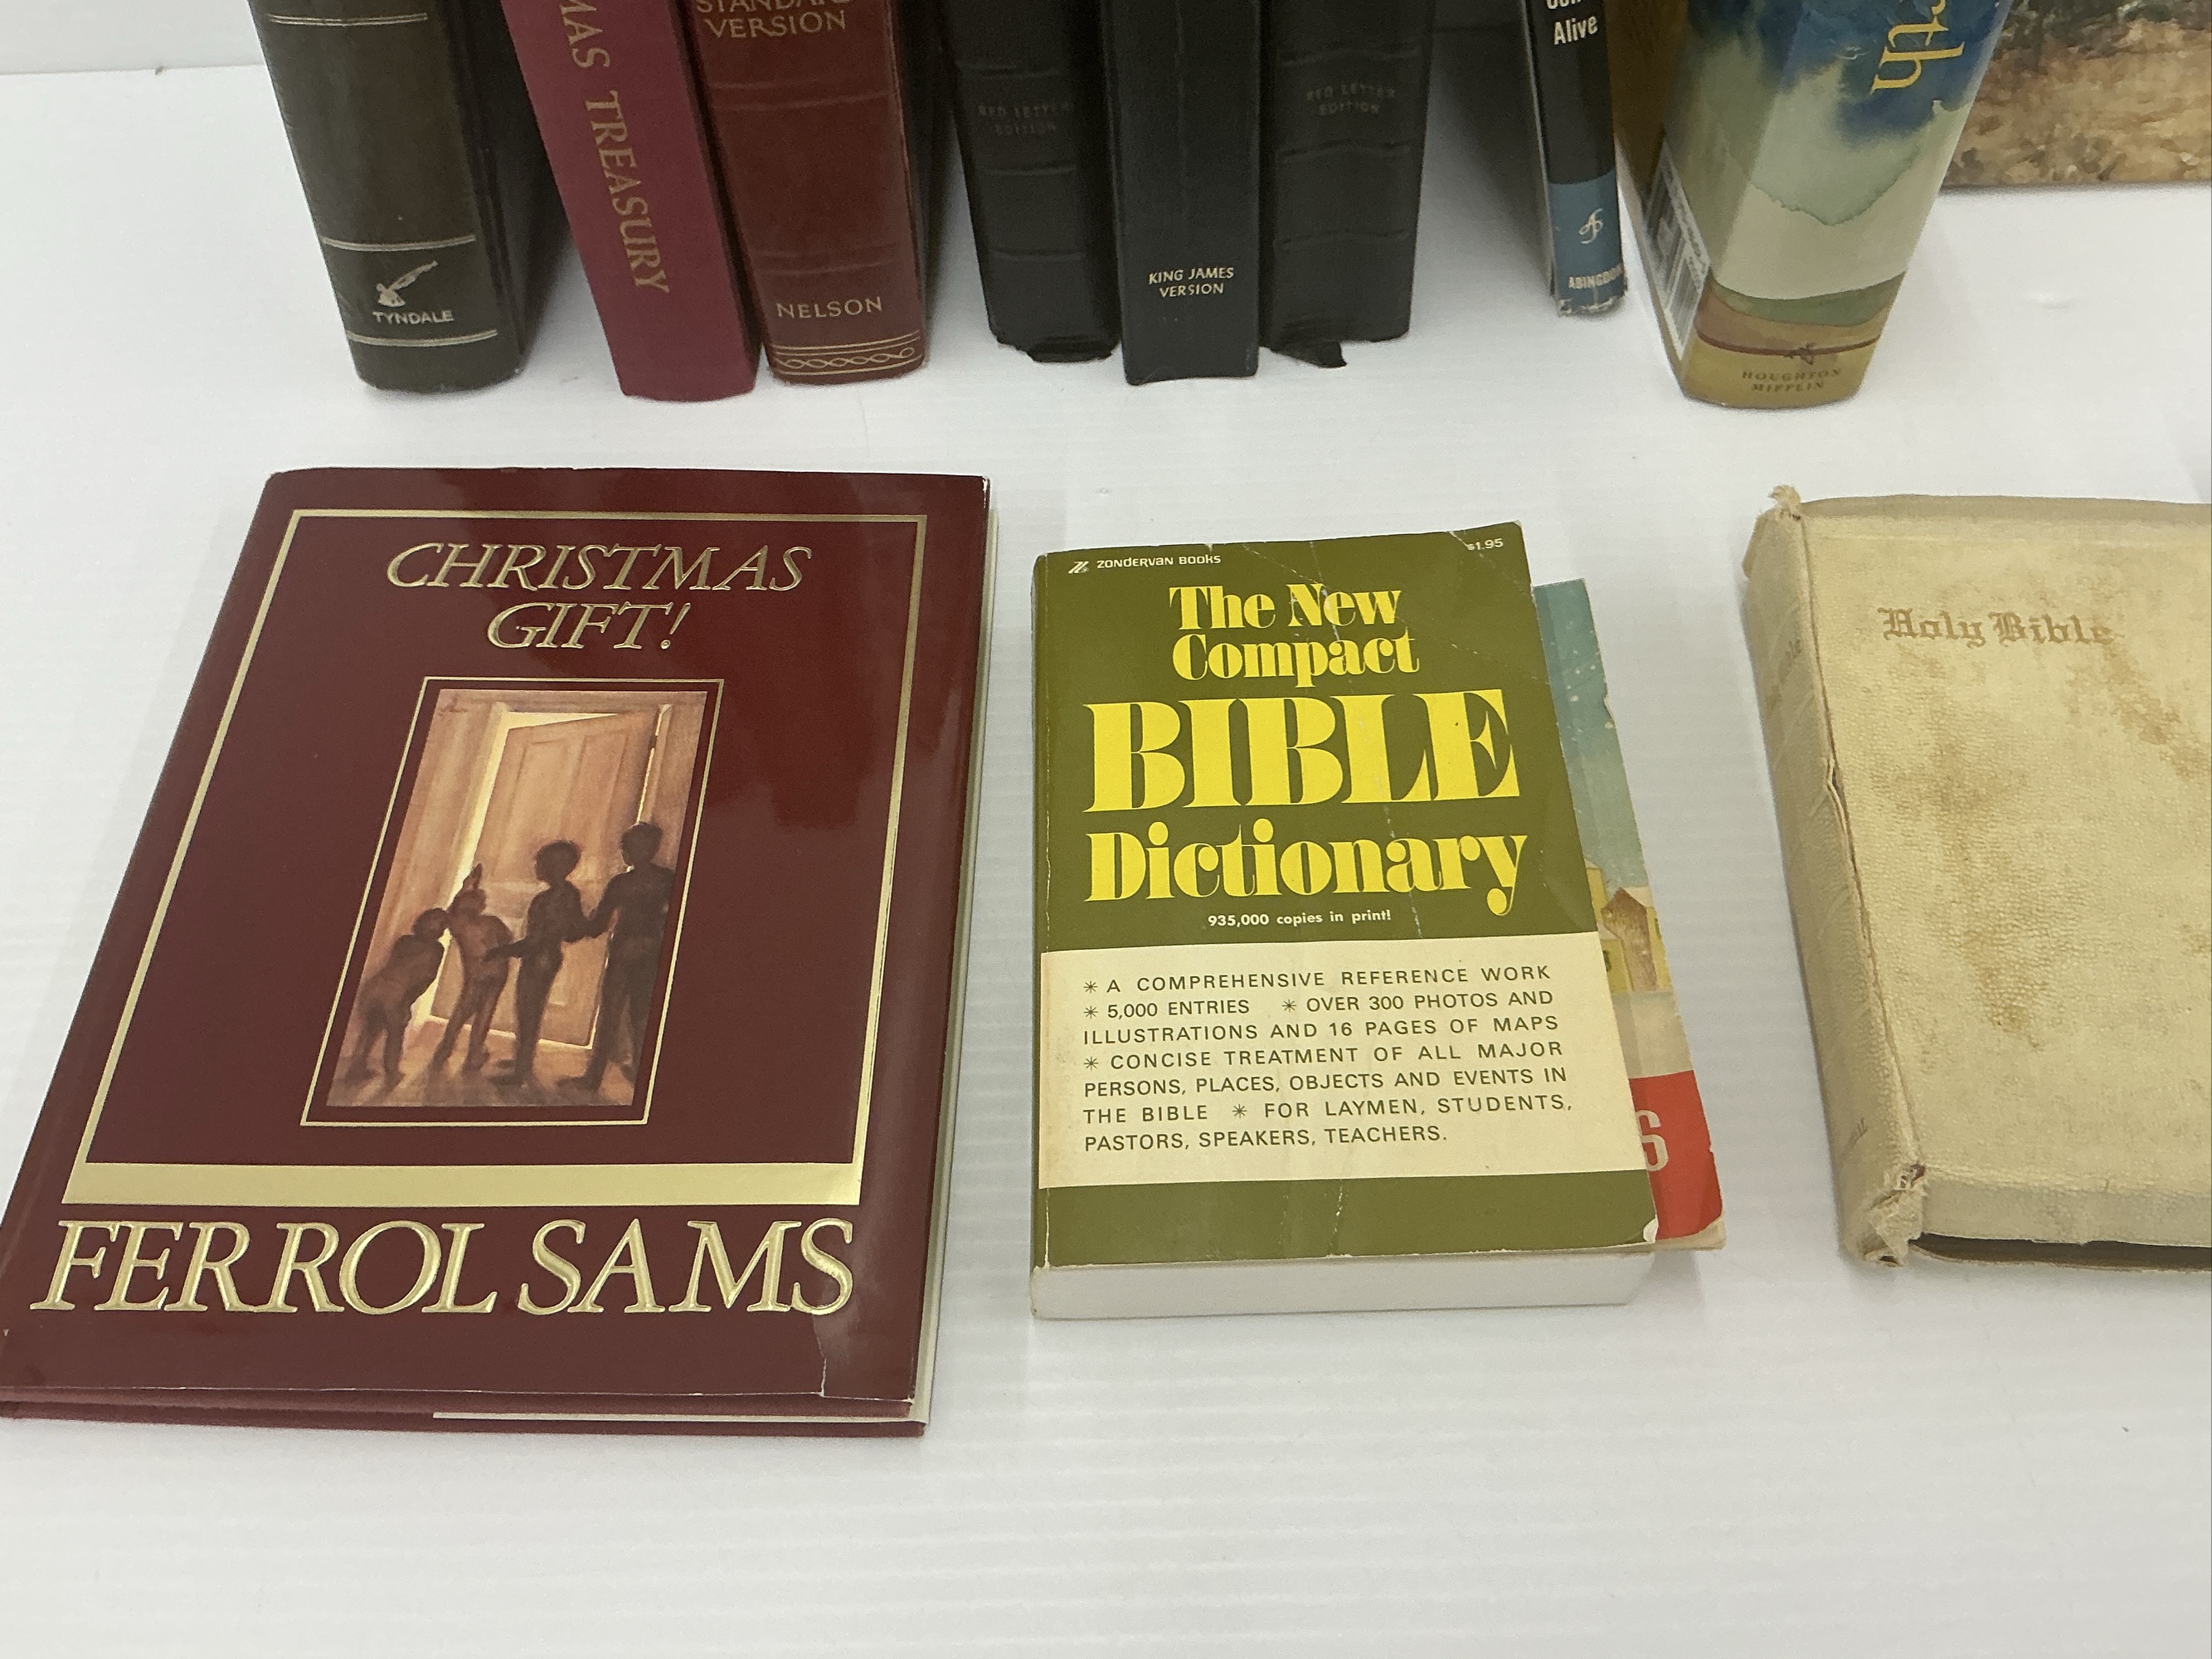 TYNDALE
TREASURY
VERSION
NELSON
RED LETTER
EDITION
KING JAMES
VERSION
RED LETTER
EDITION
Alive
ABINGDON
HOUGHTON
MIFFLIN
CHRISTMAS
GIFT!
FERROL SAMS
ZONDERVAN BOOKS
$1.95
The New
Compact
BIBLE
Dictionary
935,000 copies in print!
✳ A COMPREHENSIVE REFERENCE WORK
✳ 5,000 ENTRIES ✳ OVER 300 PHOTOS AND
ILLUSTRATIONS AND 16 PAGES OF MAPS
✳ CONCISE TREATMENT OF ALL MAJOR
PERSONS, PLACES, OBJECTS AND EVENTS IN
THE BIBLE ✳ FOR LAYMEN, STUDENTS,
PASTORS, SPEAKERS, TEACHERS.
S
Holy Bible